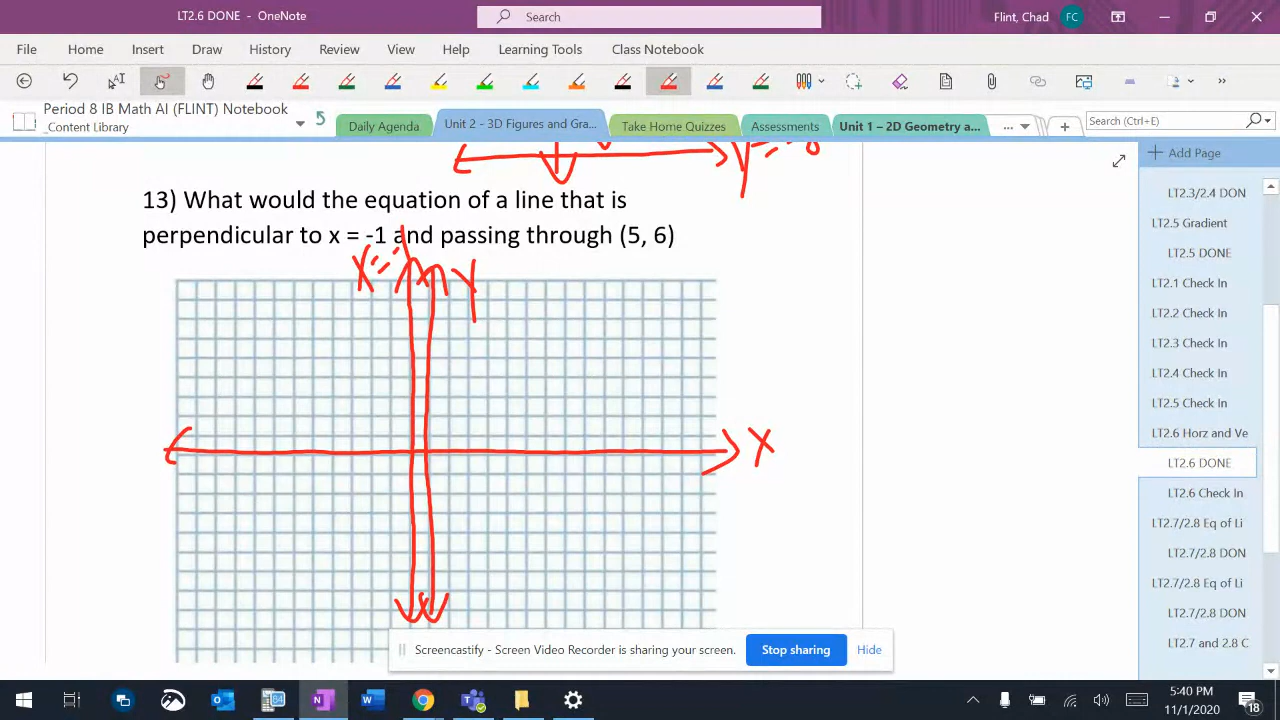 LT2.6 DONE - OneNote
Search
Flint, Chad
FC
File Home Insert Draw History Review View Help Learning Tools Class Notebook
Period 8 IB Math AI (FLINT) Notebook
_Content Library
Daily Agenda
Unit 2 - 3D Figures and Gra...
Take Home Quizzes
Assessments
Unit 1 – 2D Geometry a...
...
Search (Ctrl+E)
Add Page
LT2.3/2.4 DON
LT2.5 Gradient
LT2.5 DONE
LT2.1 Check In
LT2.2 Check In
LT2.3 Check In
LT2.4 Check In
LT2.5 Check In
LT2.6 Horz and Ve
LT2.6 DONE
LT2.6 Check In
LT2.7/2.8 Eq of Li
LT2.7/2.8 DON
LT2.7/2.8 Eq of Li
LT2.7/2.8 DON
LT2.7 and 2.8 C
y=-8
13) What would the equation of a line that is
perpendicular to x = -1 and passing through (5, 6)
x=-1
y
x
Screencastify - Screen Video Recorder is sharing your screen.
Stop sharing
Hide
5:40 PM
11/1/2020
18